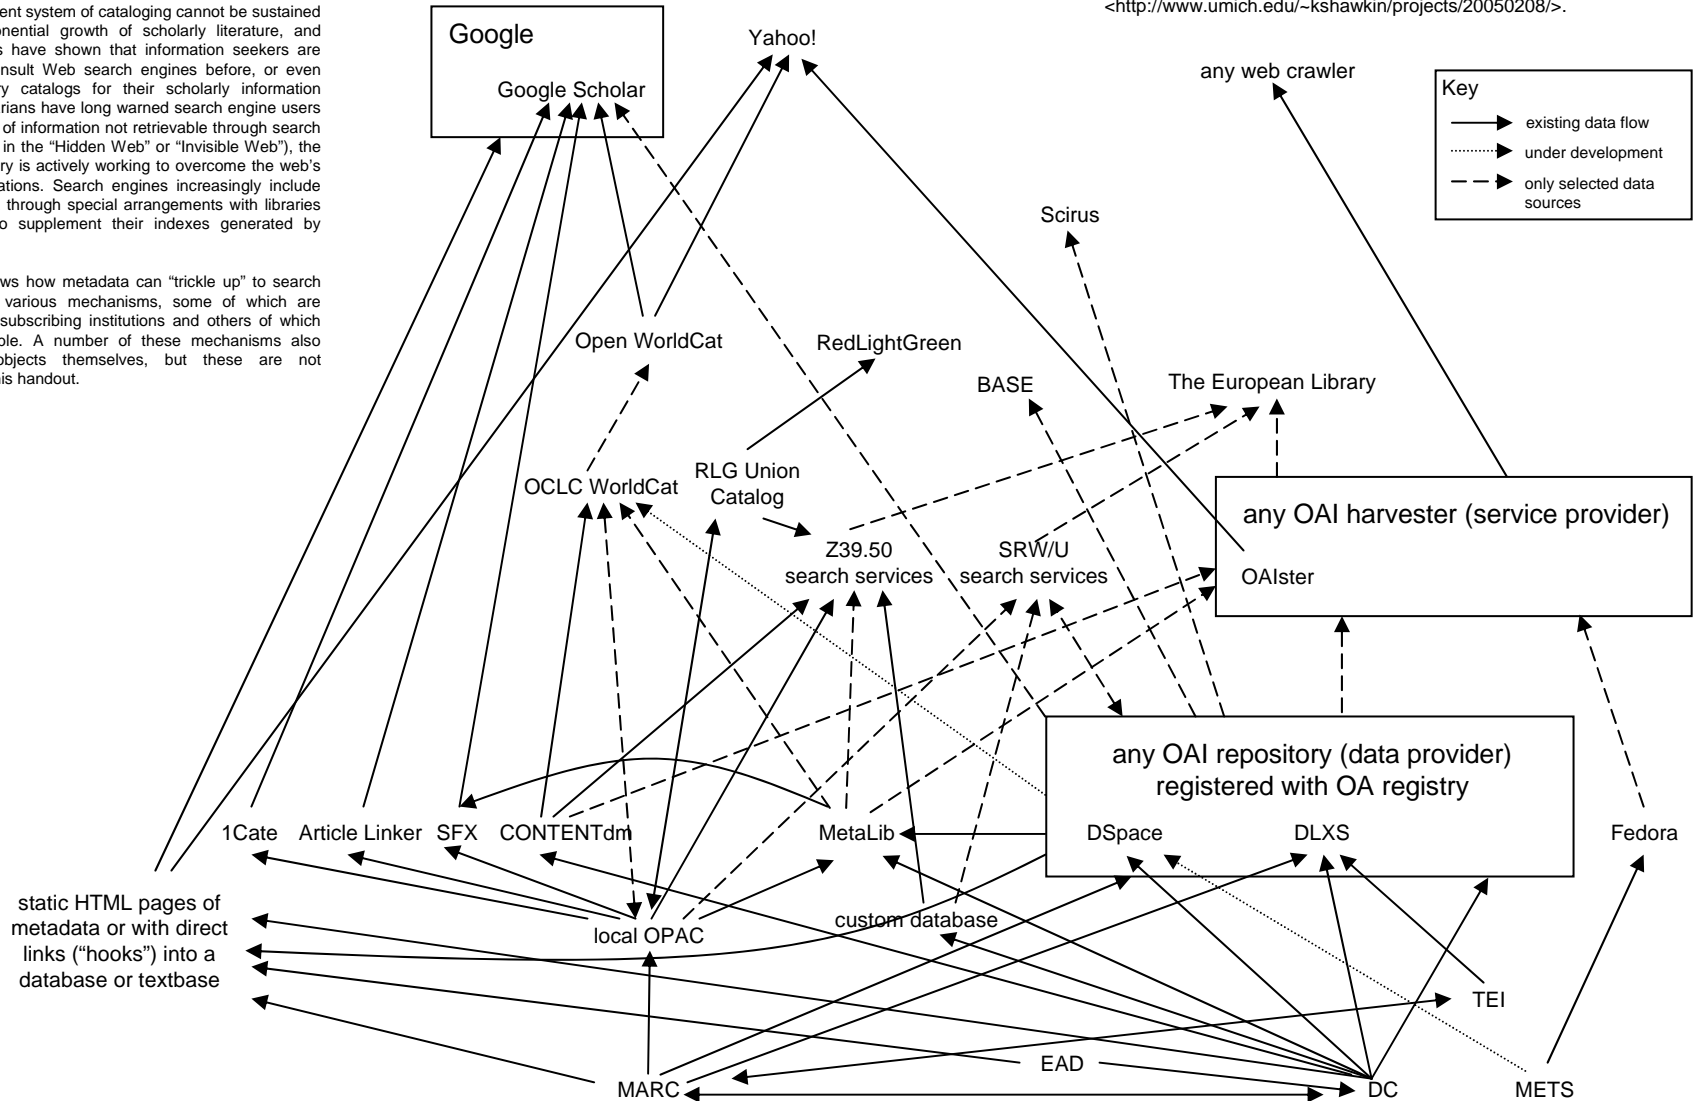 ent system of cataloging cannot be sustained
onential growth of scholarly literature, and
s have shown that information seekers are
nsult Web search engines before, or even
ry catalogs for their scholarly information
rians have long warned search engine users
of information not retrievable through search
in the “Hidden Web” or “Invisible Web”), the
ry is actively working to overcome the web’s
ations. Search engines increasingly include
through special arrangements with libraries
o supplement their indexes generated by
ws how metadata can “trickle up” to search
various mechanisms, some of which are
subscribing institutions and others of which
ole. A number of these mechanisms also
objects themselves, but these are not
his handout.
<http://www.umich.edu/~kshawkin/projects/20050208/>.
Google
Google Scholar
Yahoo!
any web crawler
Key
existing data flow
under development
only selected data
sources
Scirus
Open WorldCat
RedLightGreen
BASE
The European Library
OCLC WorldCat
RLG Union
Catalog
Z39.50
search services
SRW/U
search services
any OAI harvester (service provider)
OAIster
any OAI repository (data provider)
registered with OA registry
1Cate
Article Linker
SFX
CONTENTdm
MetaLib
DSpace
DLXS
Fedora
static HTML pages of
metadata or with direct
links (“hooks”) into a
database or textbase
local OPAC
custom database
TEI
EAD
MARC
DC
METS